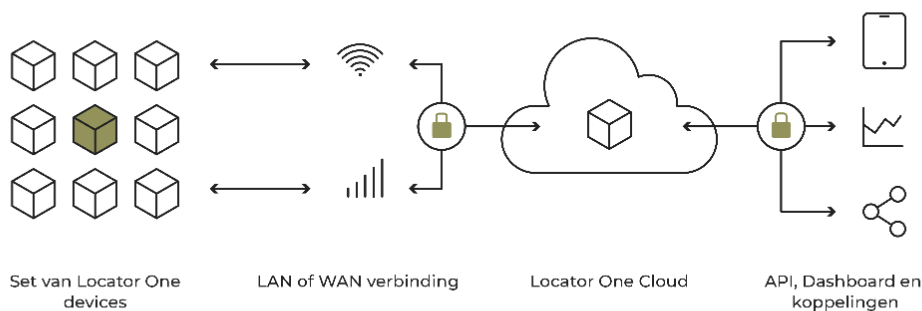 Set van Locator One
devices
LAN of WAN verbinding
Locator One Cloud
API, Dashboard en
koppelingen